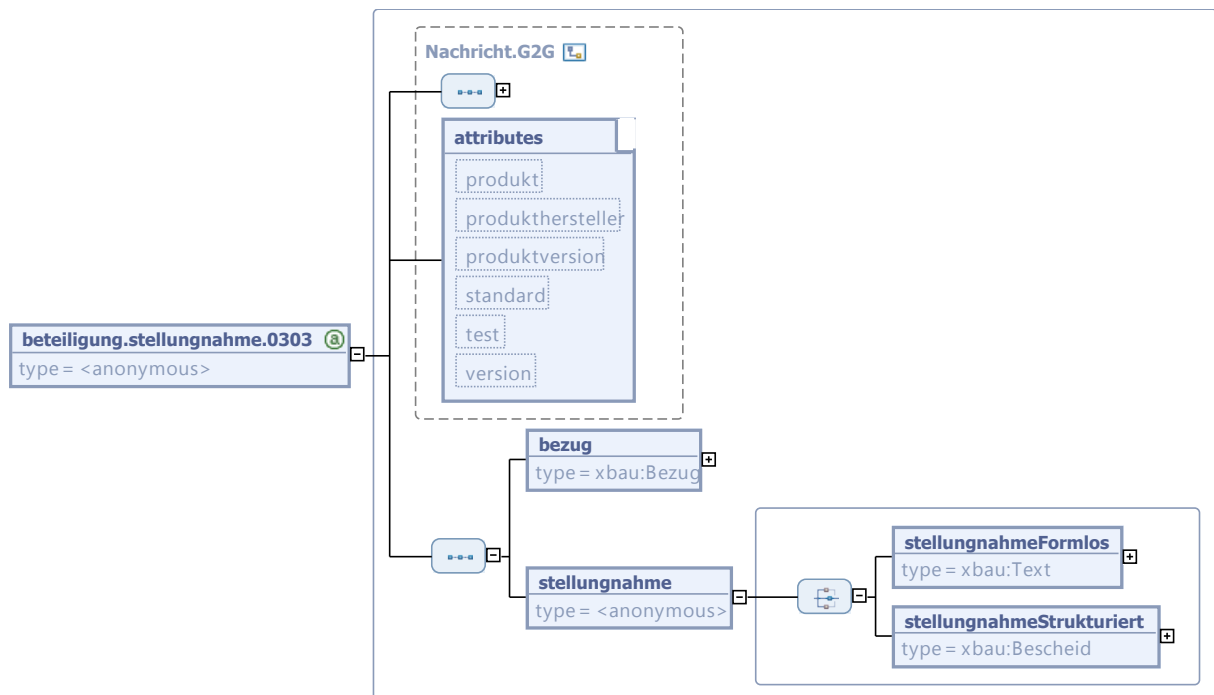 Nachricht.G2G
attributes
produkt
produkthersteller
produktversion
standard
test
version
beteiligung.stellungnahme.0303 a
type = <anonymous>
bezug
type = xbau:Bezug
stellungnahme
type = <anonymous>
stellungnahmeFormlos
type = xbau:Text
stellungnahmeStrukturiert
type = xbau:Bescheid